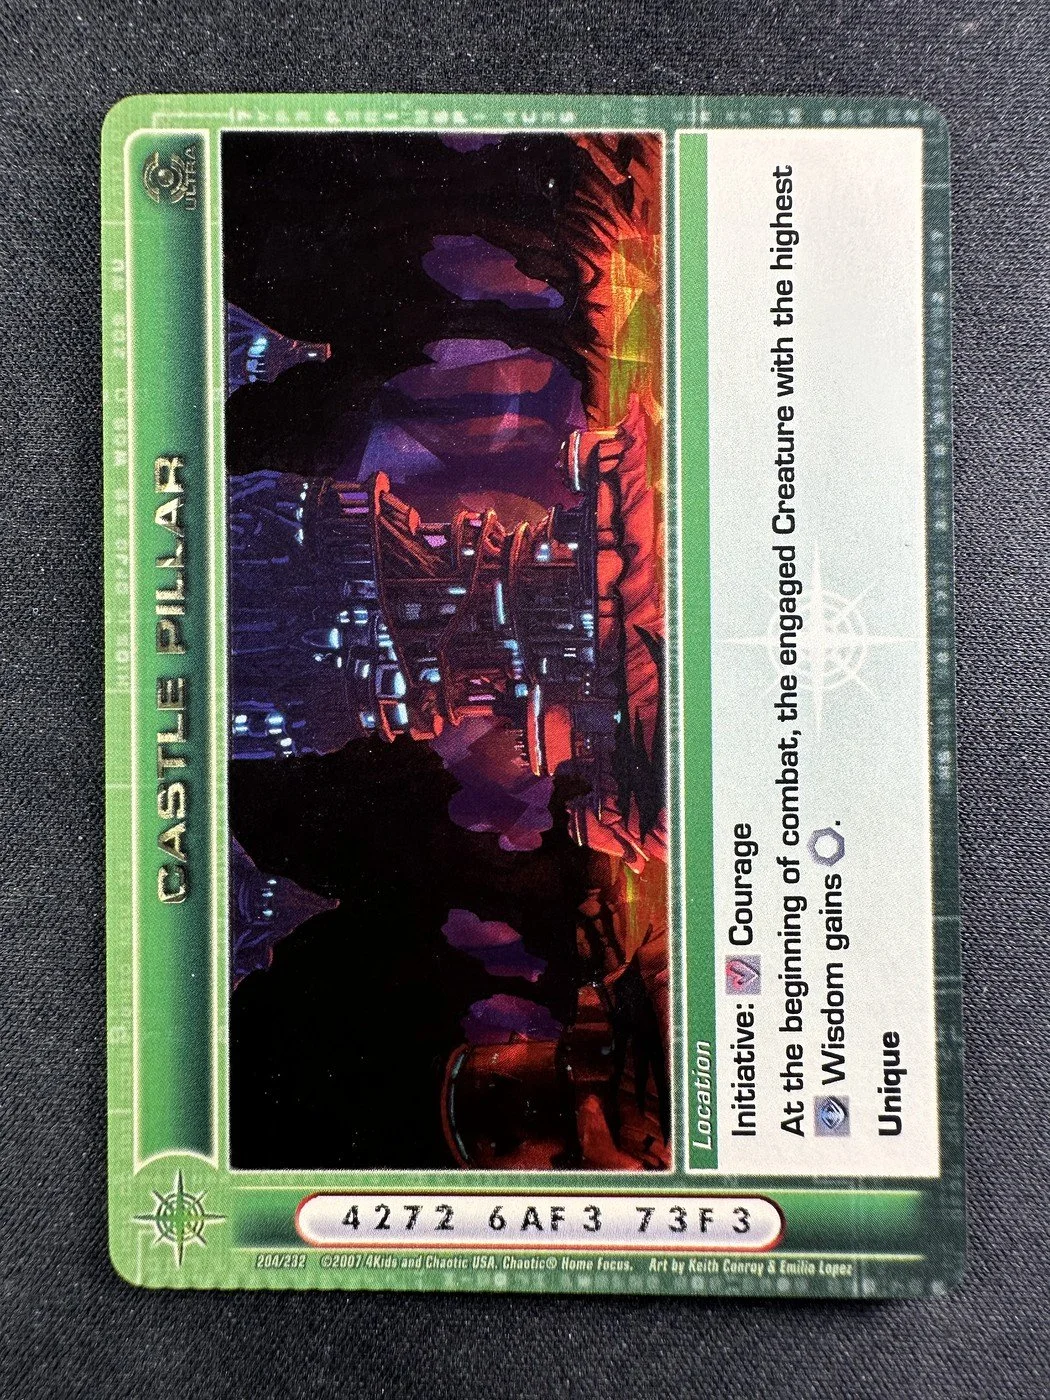 CASTLE PILLAR
ULTRA
Location
Initiative: Courage
At the beginning of combat, the engaged Creature with the highest
Wisdom gains .
Unique
4272 6AF3 73F3
204/232 ©2007 4Kids and Chaotic USA. Chaotic® Home Focus. Art by Keith Conroy & Emilio Lopez